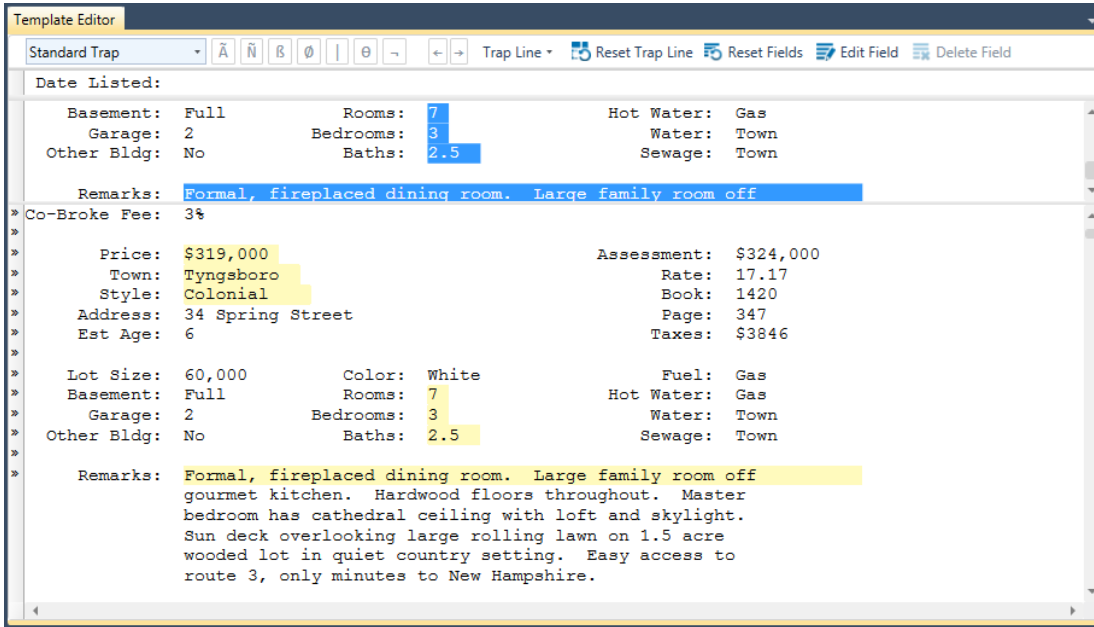 Template Editor
Standard Trap Ã Ñ ß Ø | θ ¬ ← → Trap Line Reset Trap Line Reset Fields Edit Field Delete Field
Date Listed:
Basement: Full Rooms: 7 Hot Water: Gas
Garage: 2 Bedrooms: 3 Water: Town
Other Bldg: No Baths: 2.5 Sewage: Town
Remarks: Formal, fireplaced dining room. Large family room off
» Co-Broke Fee: 3%
»
» Price: $319,000 Assessment: $324,000
» Town: Tyngsboro Rate: 17.17
» Style: Colonial Book: 1420
» Address: 34 Spring Street Page: 347
» Est Age: 6 Taxes: $3846
»
» Lot Size: 60,000 Color: White Fuel: Gas
» Basement: Full Rooms: 7 Hot Water: Gas
» Garage: 2 Bedrooms: 3 Water: Town
» Other Bldg: No Baths: 2.5 Sewage: Town
»
» Remarks: Formal, fireplaced dining room. Large family room off
gourmet kitchen. Hardwood floors throughout. Master
bedroom has cathedral ceiling with loft and skylight.
Sun deck overlooking large rolling lawn on 1.5 acre
wooded lot in quiet country setting. Easy access to
route 3, only minutes to New Hampshire.